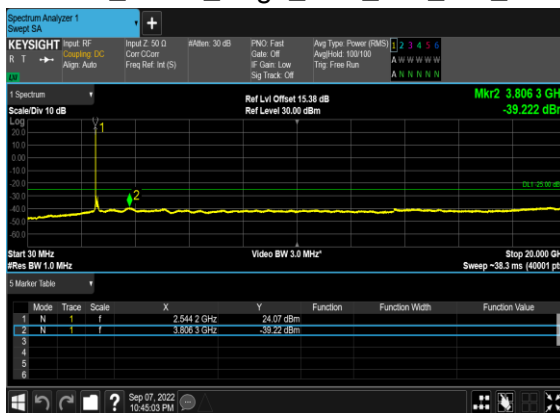 Spectrum Analyzer 1
Swept SA
KEYSIGHT Input: RF Input Z: 50 Ω #Atten: 30 dB PNO: Fast Avg Type: Power (RMS) 1 2 3 4 5 6
R T Coupling: DC Corr CCorr Gate: Off Avg|Hold: 100/100 A W W W W W
Align: Auto Freq Ref: Int (S) IF Gain: Low Trig: Free Run
Sig Track: Off A N N N N N
1 Spectrum Ref Lvl Offset 15.38 dB Mkr2 3.806 3 GH
Scale/Div 10 dB Ref Level 30.00 dBm -39.222 dBr
Log
20.0 1
10.0
0.00
-10.0
-20.0 DL1 -25.00 dB
-30.0 2
-40.0
-50.0
-60.0
Start 30 MHz Video BW 3.0 MHz* Stop 20.000 GH
#Res BW 1.0 MHz Sweep ~38.3 ms (40001 pt
5 Marker Table
Mode Trace Scale X Y Function Function Width Function Value
1 N 1 f 2.544 2 GHz 24.07 dBm
2 N 1 f 3.806 3 GHz -39.22 dBm
3
4
5
6
? Sep 07, 2022
10:45:03 PM